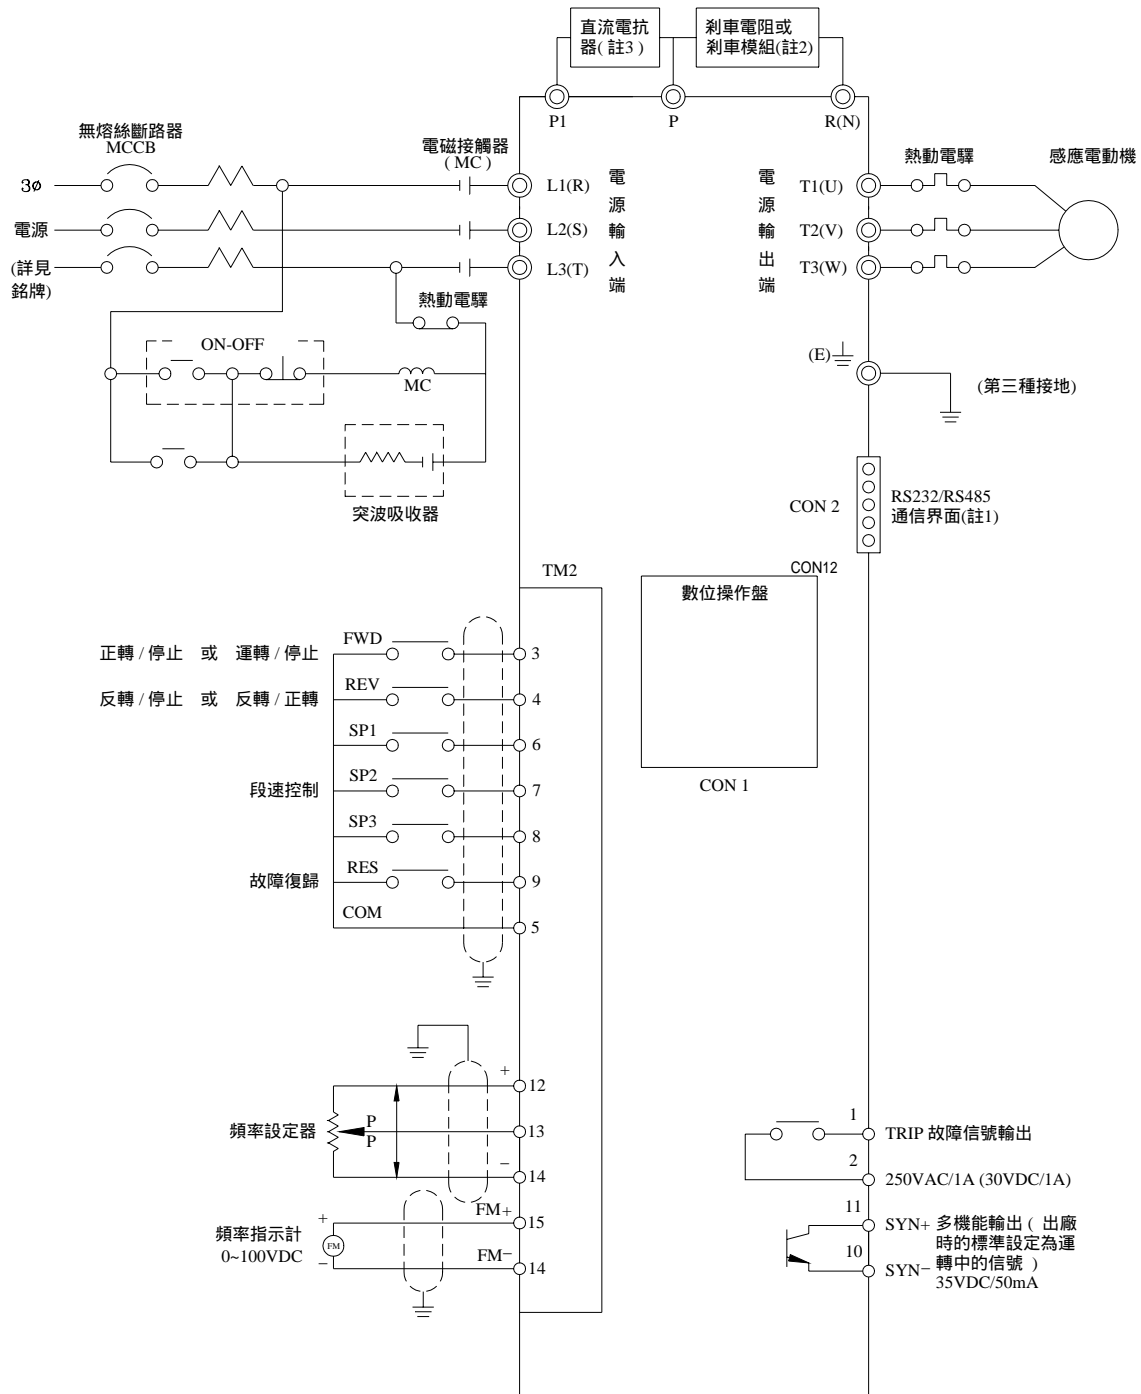 直流電抗
器( 註3 )
剎車電阻或
剎車模組(註2)
P1
P
R(N)
無熔絲斷路器
MCCB
電磁接觸器
( MC )
熱動電驛
感應電動機
3ø
L1(R)
電源輸入端
電源輸出端
T1(U)
電源
L2(S)
T2(V)
(詳見
銘牌)
L3(T)
T3(W)
熱動電驛
ON-OFF
MC
(E)
(第三種接地)
突波吸收器
CON 2
RS232/RS485
通信界面(註1)
TM2
CON12
數位操作盤
CON 1
正轉 / 停止 或 運轉 / 停止
FWD
3
反轉 / 停止 或 反轉 / 正轉
REV
4
SP1
6
段速控制
SP2
7
SP3
8
故障復歸
RES
9
COM
5
+
12
頻率設定器
P
P
13
−
14
頻率指示計
0~100VDC
+
FM
−
FM+
15
FM−
14
1
TRIP 故障信號輸出
2
250VAC/1A (30VDC/1A)
11
SYN+ 多機能輸出 ( 出廠
時的標準設定為運
轉中的信號 )
10
SYN−
35VDC/50mA